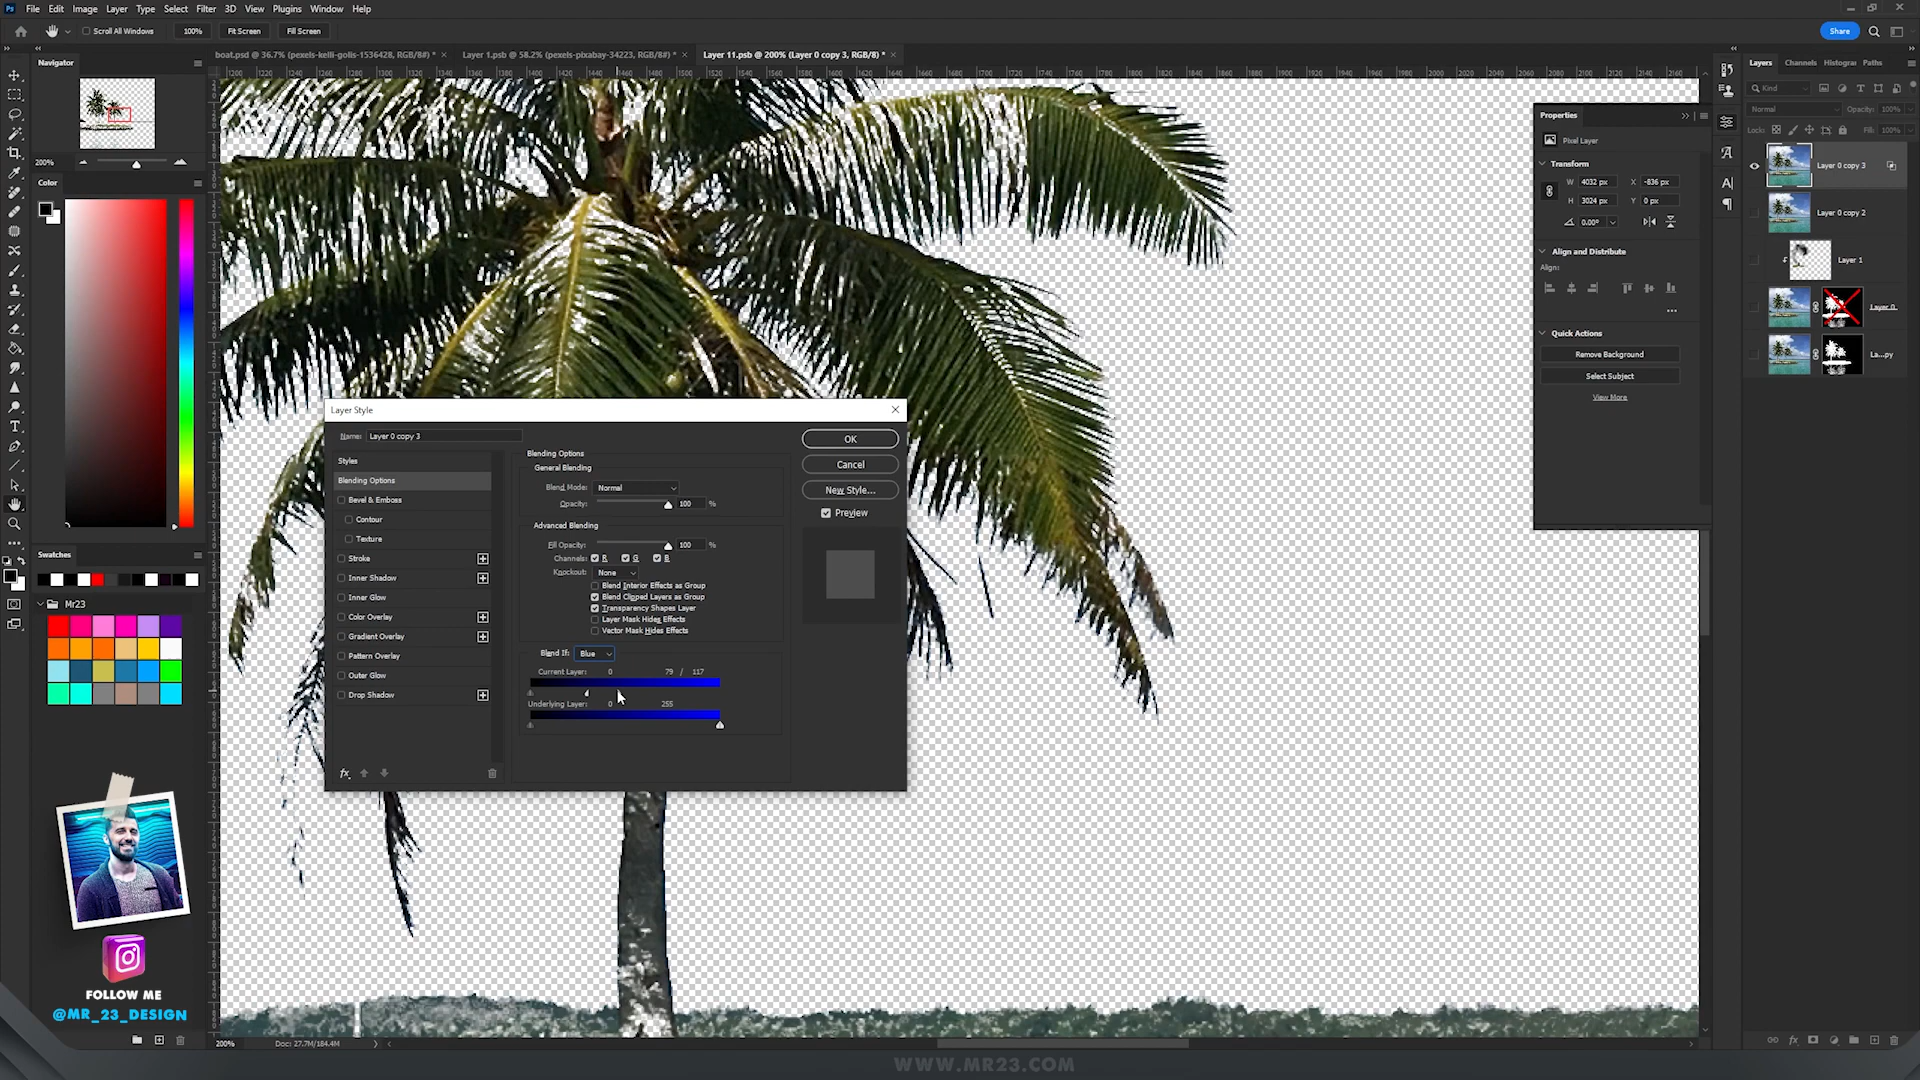 File Edit Image Layer Type Select Filter 3D View Plugins Window Help
Scroll All Windows 100% Fit Screen Fill Screen Share
boat.psd @ 36.7% (pexels-kelli-golis-1536428, RGB/8#) * × Layer 1.psb @ 58.2% (pexels-pixabay-34223, RGB/8#) * × Layer 11.psb @ 200% (Layer 0 copy 3, RGB/8) * ×
Navigator
200%
Color
Swatches
Mr23
FOLLOW ME
@MR_23_DESIGN
Layer Style
Name: Layer 0 copy 3
Styles
Blending Options
Bevel & Emboss
Contour
Texture
Stroke
Inner Shadow
Inner Glow
Color Overlay
Gradient Overlay
Pattern Overlay
Outer Glow
Drop Shadow
fx
Blending Options
General Blending
Blend Mode: Normal
Opacity: 100 %
Advanced Blending
Fill Opacity: 100 %
Channels: R G B
Knockout: None
Blend Interior Effects as Group
Blend Clipped Layers as Group
Transparency Shapes Layer
Layer Mask Hides Effects
Vector Mask Hides Effects
Blend If: Blue
Current Layer: 0 79 / 117
Underlying Layer: 0 255
OK
Cancel
New Style...
Preview
Properties
Pixel Layer
Transform
W 4032 px X -836 px
H 3024 px Y 0 px
0.00°
Align and Distribute
Align:
Quick Actions
Remove Background
Select Subject
View More
Layers Channels Histogram Paths
Kind
Normal Opacity: 100%
Lock: Fill: 100%
Layer 0 copy 3
Layer 0 copy 2
Layer 1
Layer 0
La...py
200% Doc: 27.7M/184.4M
WWW.MR23.COM